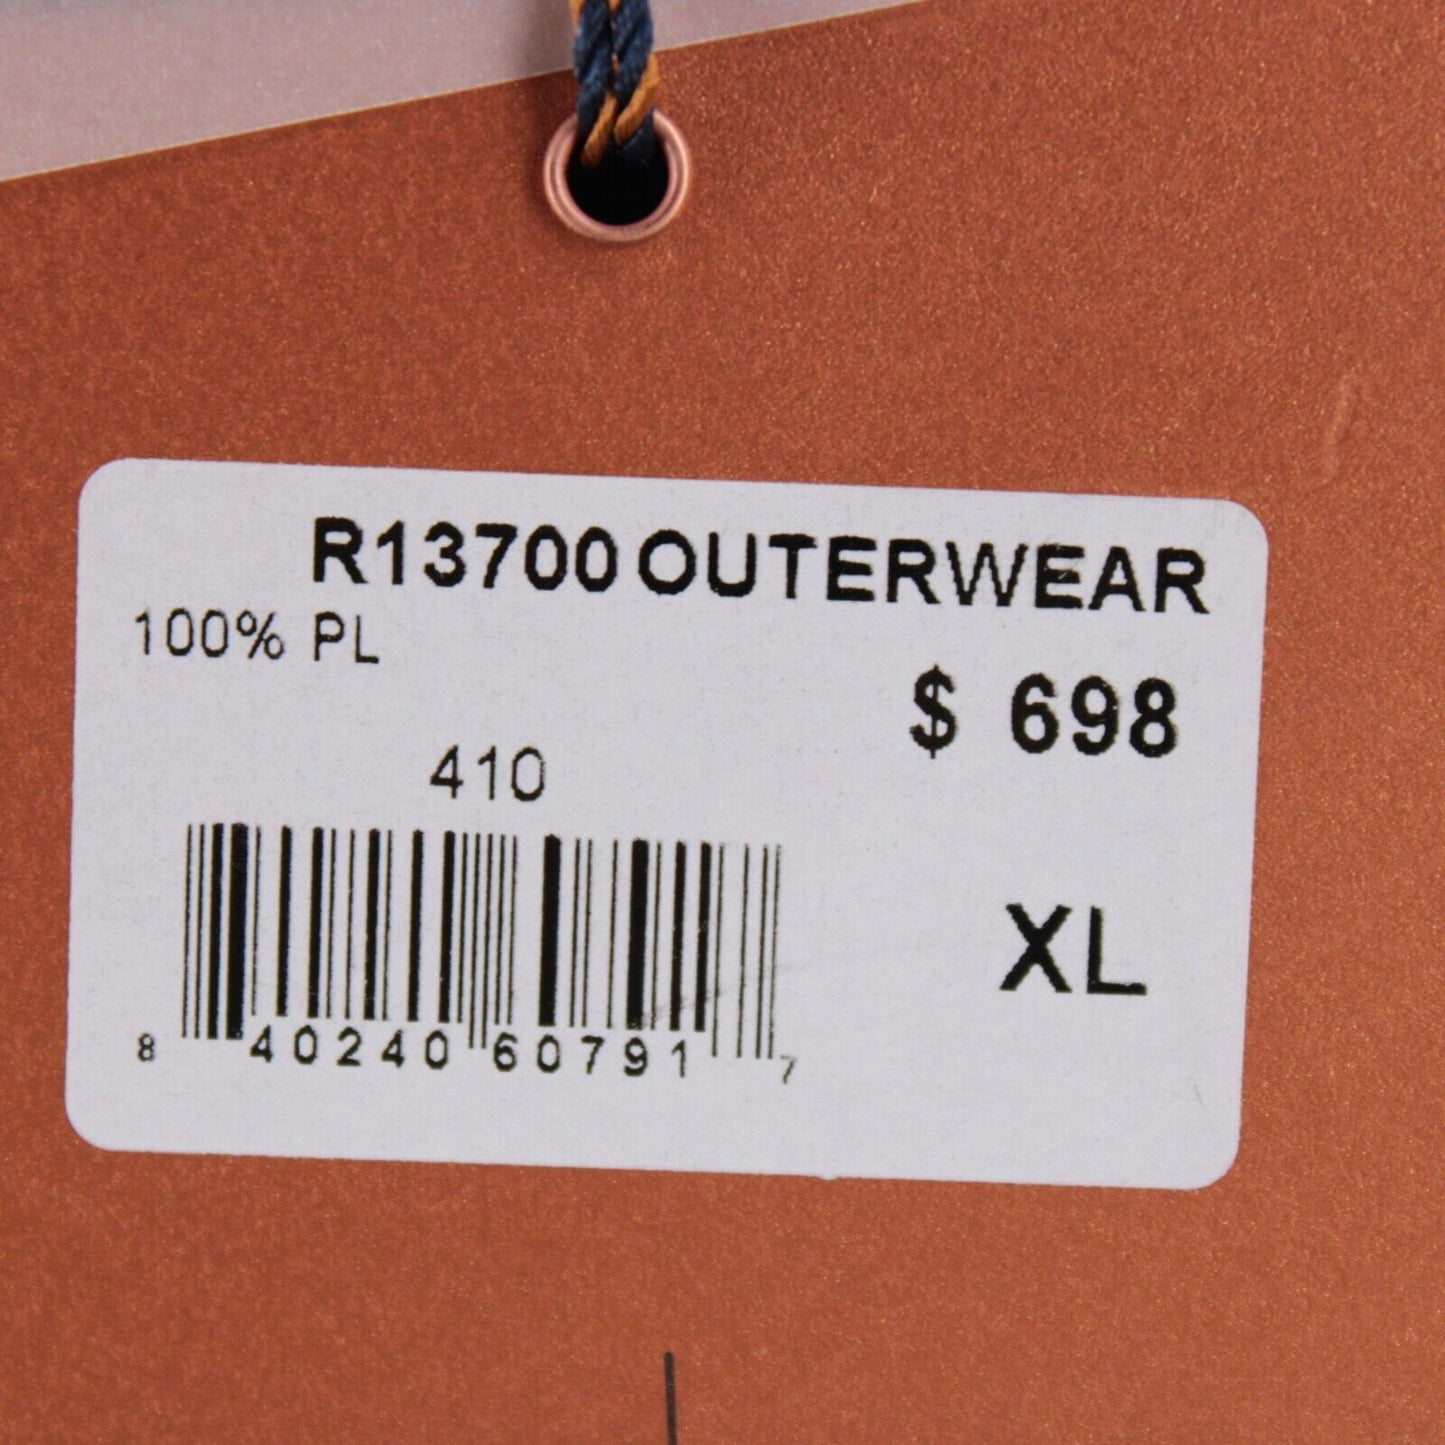 R13700 OUTERWEAR
100% PL
$ 698
410
XL
8 40240 60791 7